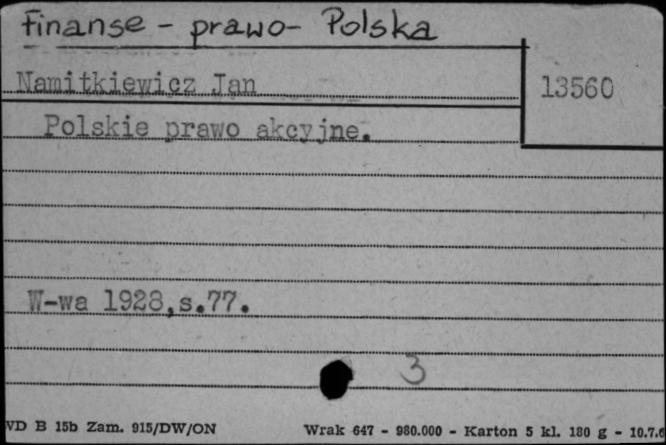 Finanse - prawo - Polska
Namitkiewicz Jan
13560
Polskie prawo akcyjne.
W-wa 1928,s.77.
3
WD B 15b Zam. 915/DW/ON
Wrak 647 - 980.000 - Karton 5 kl. 180 g - 10.7.